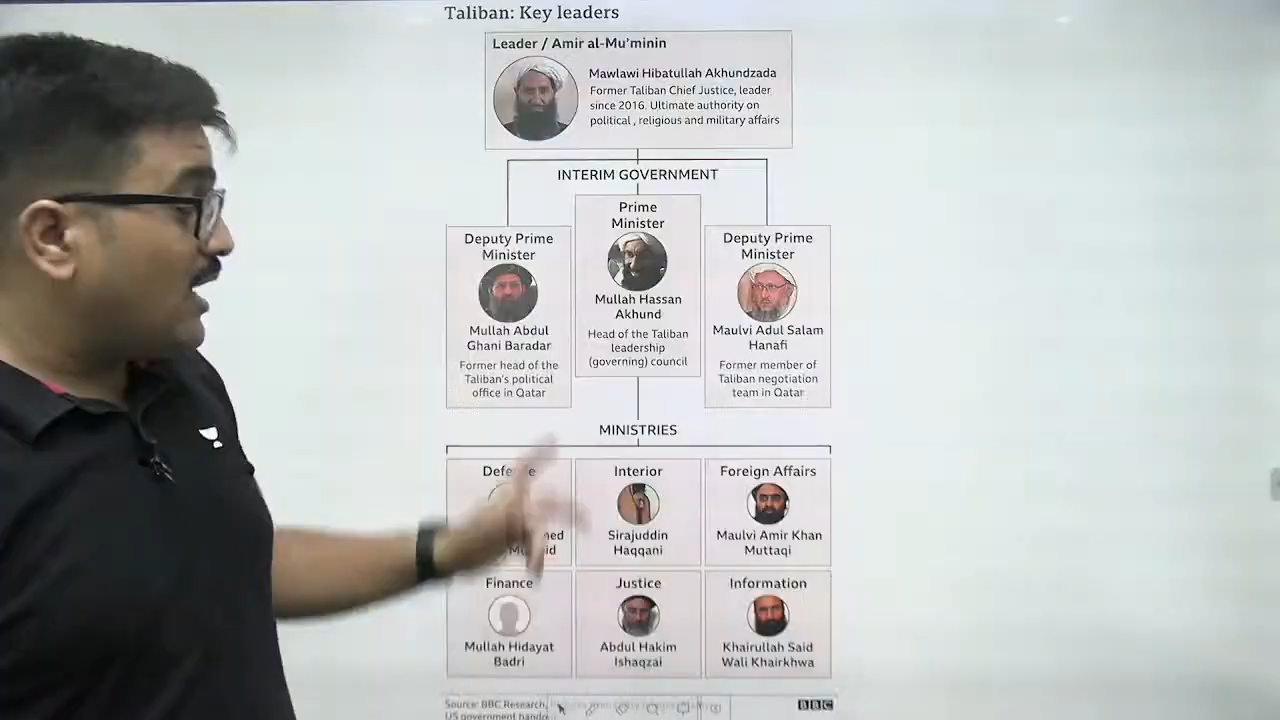 Taliban: Key leaders
Leader / Amir al-Mu'minin
Mawlawi Hibatullah Akhundzada
Former Taliban Chief Justice, leader
since 2016. Ultimate authority on
political , religious and military affairs
INTERIM GOVERNMENT
Deputy Prime
Minister
Mullah Abdul
Ghani Baradar
Former head of the
Taliban's political
office in Qatar
Prime
Minister
Mullah Hassan
Akhund
Head of the Taliban
leadership
(governing) council
Deputy Prime
Minister
Maulvi Adul Salam
Hanafi
Former member of
Taliban negotiation
team in Qatar
MINISTRIES
Interior
Sirajuddin
Haqqani
Foreign Affairs
Maulvi Amir Khan
Muttaqi
Finance
Mullah Hidayat
Badri
Justice
Abdul Hakim
Ishaqzai
Information
Khairullah Said
Wali Khairkhwa
Source: BBC Research,
US government
BBC